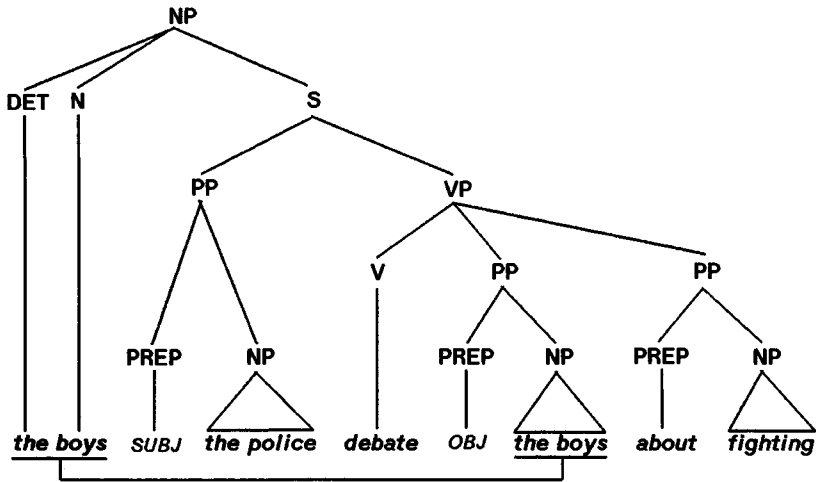 NP
DET N S
PP VP
V PP PP
PREP NP PREP NP PREP NP
the boys SUBJ the police debate OBJ the boys about fighting